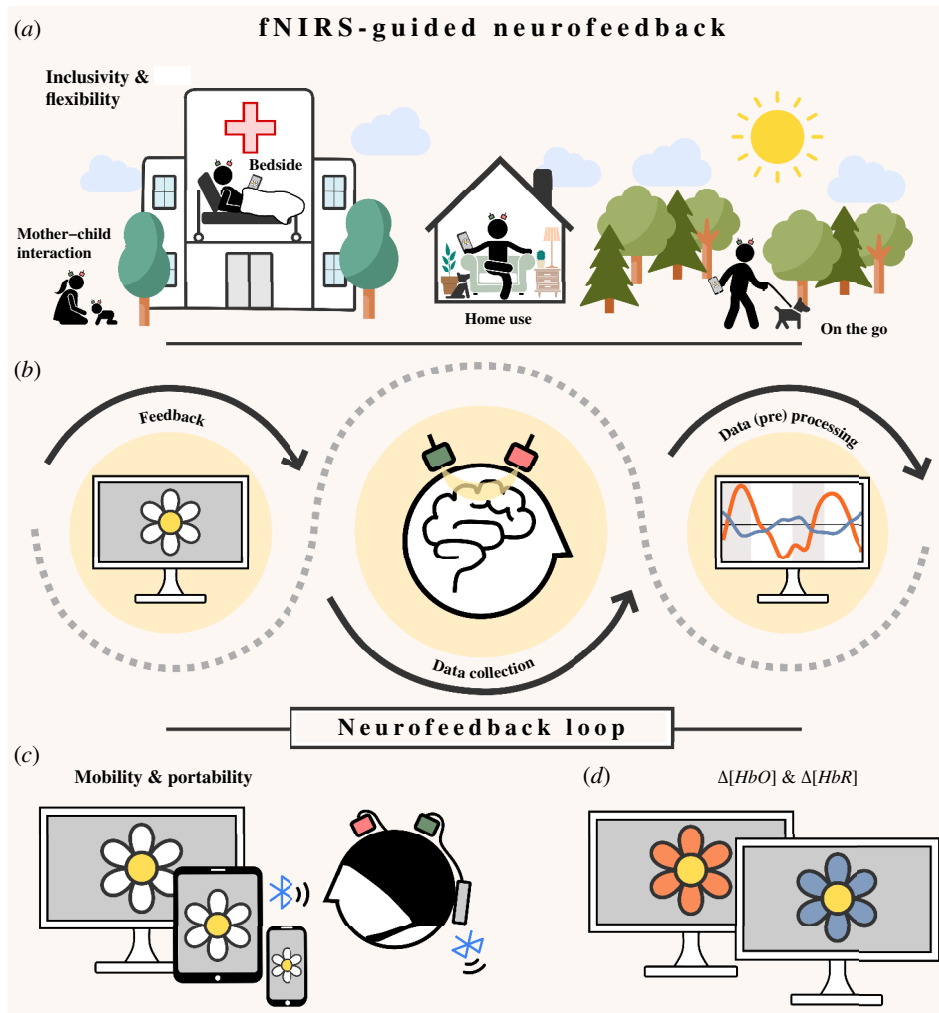 (a)
fNIRS-guided neurofeedback
Inclusivity &
flexibility
Bedside
Mother–child
interaction
Home use
On the go
(b)
Feedback
Data collection
Data (pre) processing
Neurofeedback loop
(c)
Mobility & portability
(d)
Δ[HbO] & Δ[HbR]